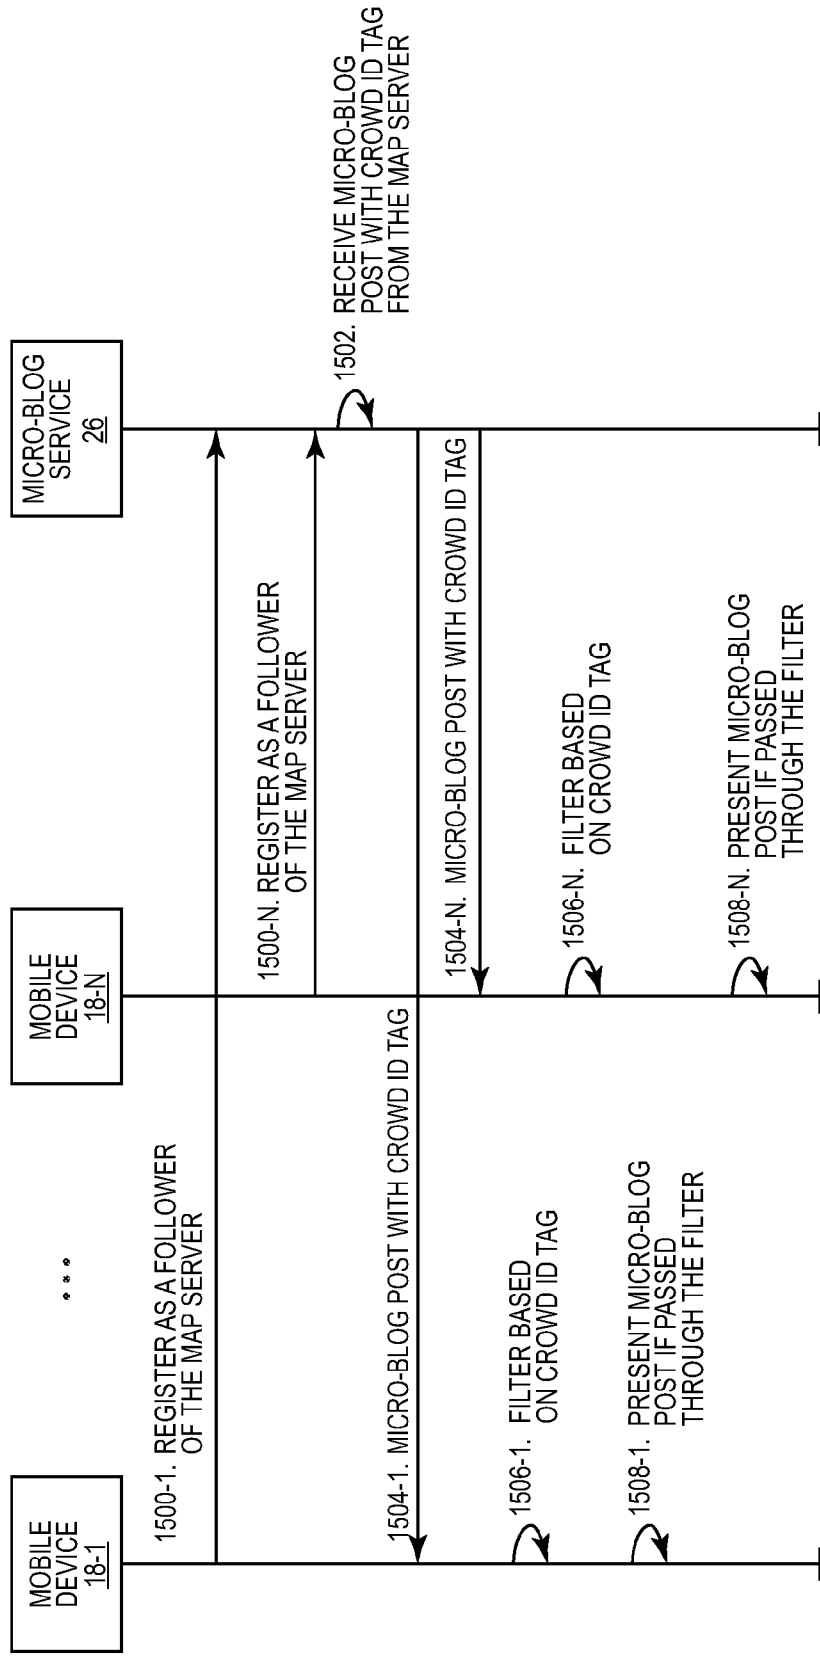 MOBILE
DEVICE
18-1
MOBILE
DEVICE
18-N
MICRO-BLOG
SERVICE
26
1500-1. REGISTER AS A FOLLOWER
OF THE MAP SERVER
1500-N. REGISTER AS A FOLLOWER
OF THE MAP SERVER
1502. RECEIVE MICRO-BLOG
POST WITH CROWD ID TAG
FROM THE MAP SERVER
1504-1. MICRO-BLOG POST WITH CROWD ID TAG
1504-N. MICRO-BLOG POST WITH CROWD ID TAG
1506-1. FILTER BASED
ON CROWD ID TAG
1506-N. FILTER BASED
ON CROWD ID TAG
1508-1. PRESENT MICRO-BLOG
POST IF PASSED
THROUGH THE FILTER
1508-N. PRESENT MICRO-BLOG
POST IF PASSED
THROUGH THE FILTER